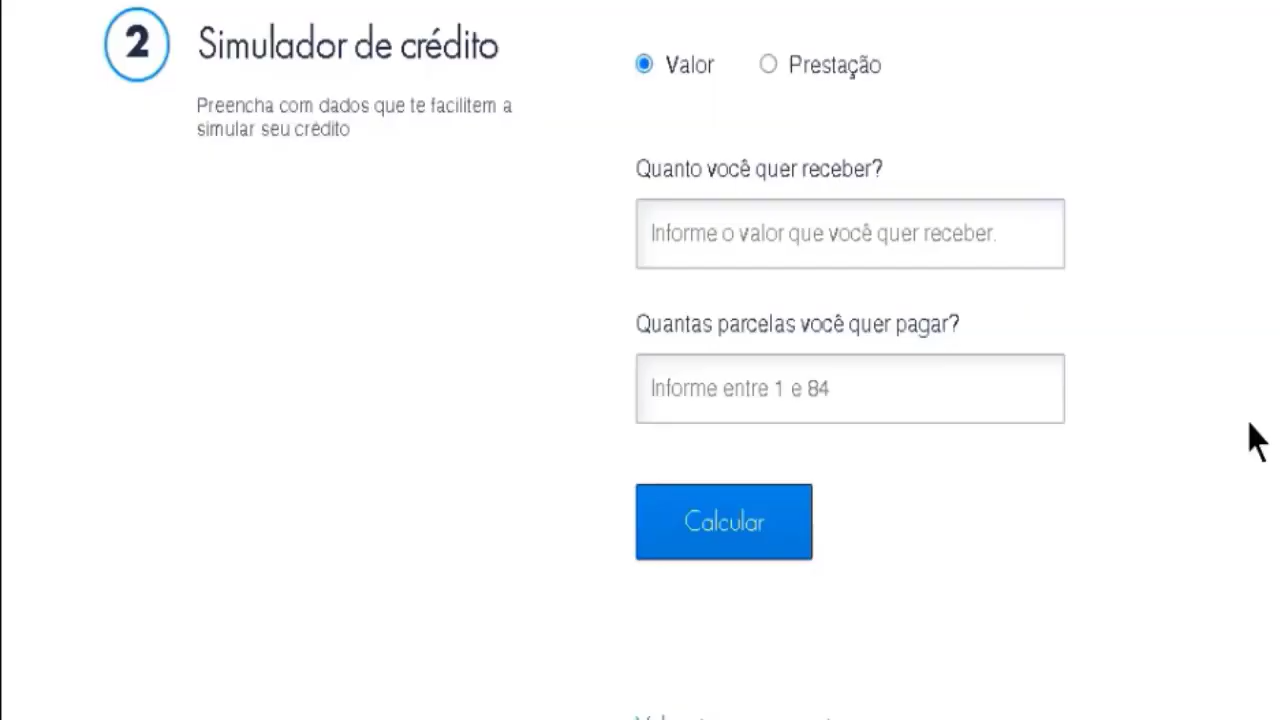 2
Simulador de crédito
Preencha com dados que te facilitem a
simular seu crédito
Valor
Prestação
Quanto você quer receber?
Informe o valor que você quer receber.
Quantas parcelas você quer pagar?
Informe entre 1 e 84
Calcular